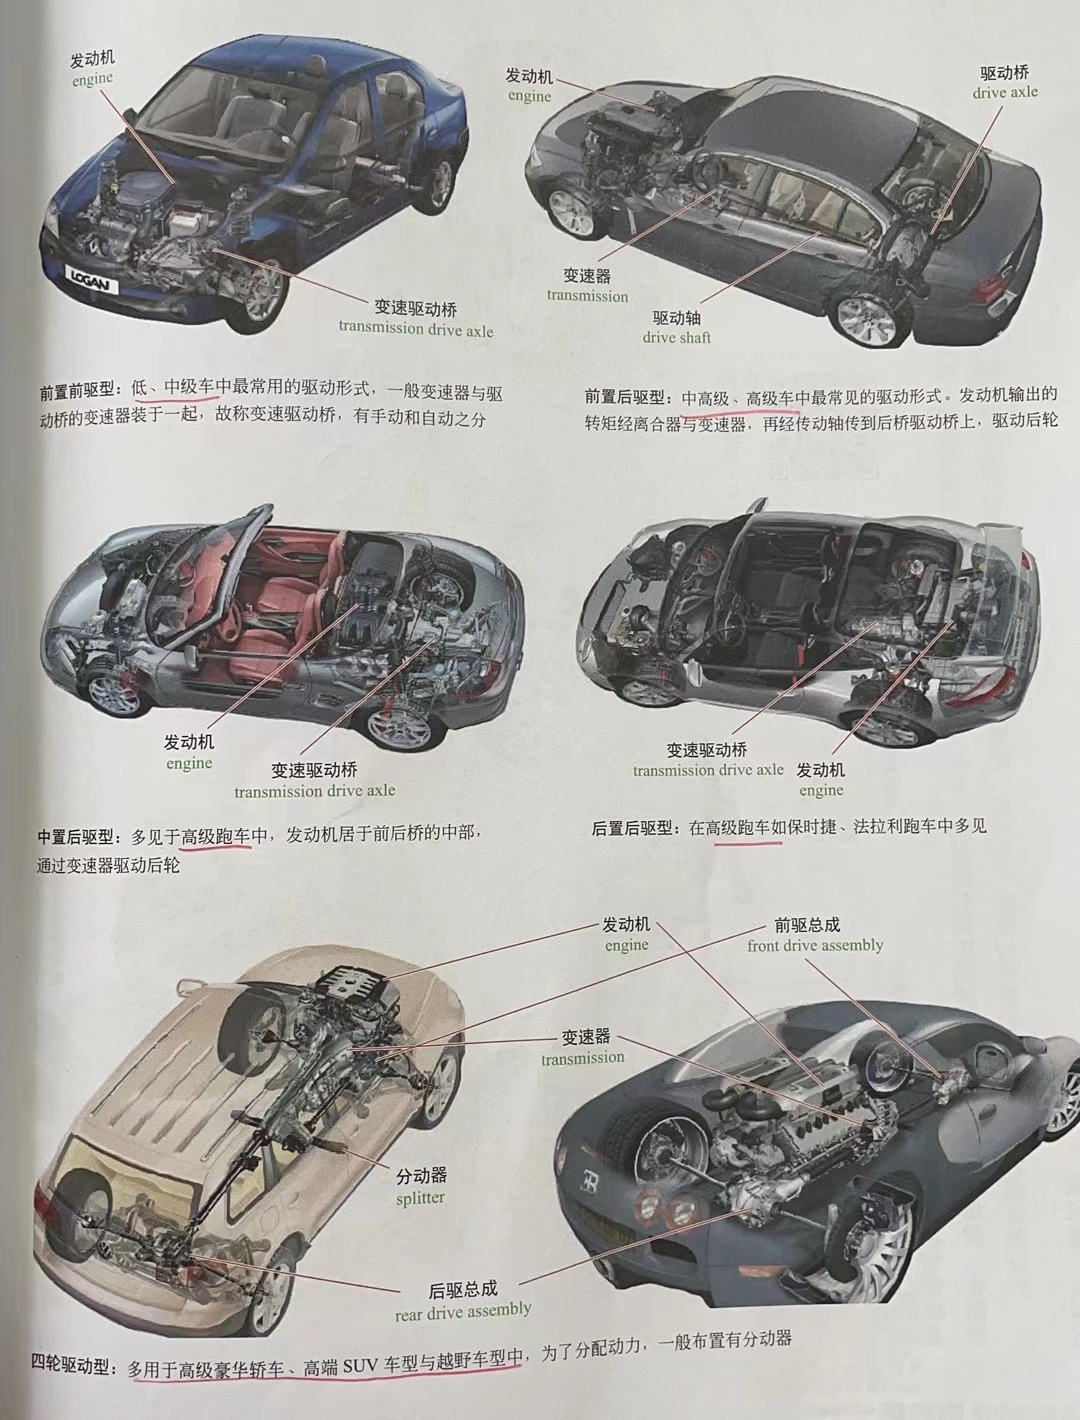 发动机
engine
变速驱动桥
transmission drive axle
LOGAN
前置前驱型：低、中级车中最常用的驱动形式，一般变速器与驱
动桥的变速器装于一起，故称变速驱动桥，有手动和自动之分
发动机
engine
驱动桥
drive axle
变速器
transmission
驱动轴
drive shaft
前置后驱型：中高级、高级车中最常见的驱动形式。发动机输出的
转矩经离合器与变速器，再经传动轴传到后桥驱动桥上，驱动后轮
发动机
engine
变速驱动桥
transmission drive axle
中置后驱型：多见于高级跑车中，发动机居于前后桥的中部，
通过变速器驱动后轮
变速驱动桥
transmission drive axle
发动机
engine
后置后驱型：在高级跑车如保时捷、法拉利跑车中多见
发动机
engine
前驱总成
front drive assembly
变速器
transmission
分动器
splitter
后驱总成
rear drive assembly
四轮驱动型：多用于高级豪华轿车、高端 SUV 车型与越野车型中，为了分配动力，一般布置有分动器